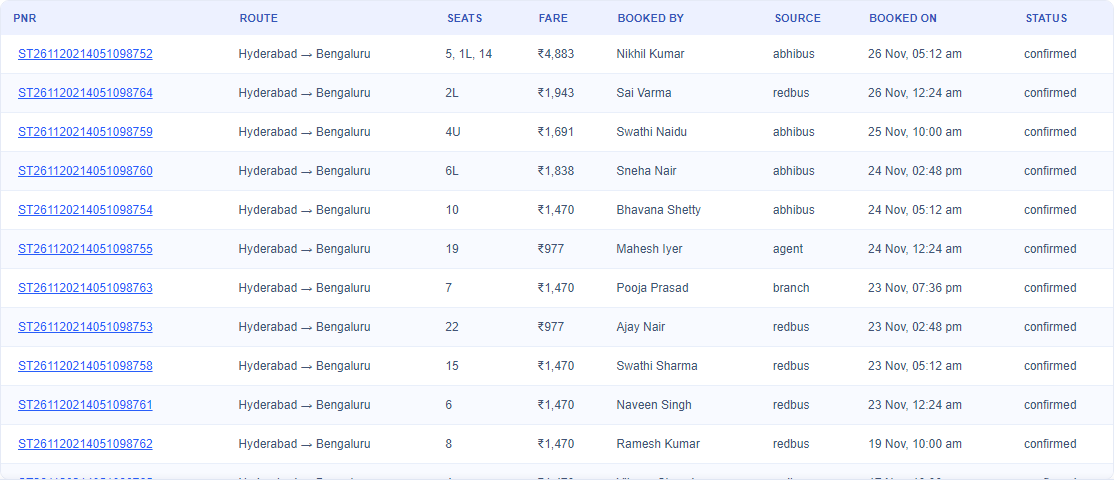 PNR ROUTE SEATS FARE BOOKED BY SOURCE BOOKED ON STATUS
ST261120214051098752 Hyderabad → Bengaluru 5, 1L, 14 ₹4,883 Nikhil Kumar abhibus 26 Nov, 05:12 am confirmed
ST261120214051098764 Hyderabad → Bengaluru 2L ₹1,943 Sai Varma redbus 26 Nov, 12:24 am confirmed
ST261120214051098759 Hyderabad → Bengaluru 4U ₹1,691 Swathi Naidu abhibus 25 Nov, 10:00 am confirmed
ST261120214051098760 Hyderabad → Bengaluru 6L ₹1,838 Sneha Nair abhibus 24 Nov, 02:48 pm confirmed
ST261120214051098754 Hyderabad → Bengaluru 10 ₹1,470 Bhavana Shetty abhibus 24 Nov, 05:12 am confirmed
ST261120214051098755 Hyderabad → Bengaluru 19 ₹977 Mahesh Iyer agent 24 Nov, 12:24 am confirmed
ST261120214051098763 Hyderabad → Bengaluru 7 ₹1,470 Pooja Prasad branch 23 Nov, 07:36 pm confirmed
ST261120214051098753 Hyderabad → Bengaluru 22 ₹977 Ajay Nair redbus 23 Nov, 02:48 pm confirmed
ST261120214051098758 Hyderabad → Bengaluru 15 ₹1,470 Swathi Sharma redbus 23 Nov, 05:12 am confirmed
ST261120214051098761 Hyderabad → Bengaluru 6 ₹1,470 Naveen Singh redbus 23 Nov, 12:24 am confirmed
ST261120214051098762 Hyderabad → Bengaluru 8 ₹1,470 Ramesh Kumar redbus 19 Nov, 10:00 am confirmed